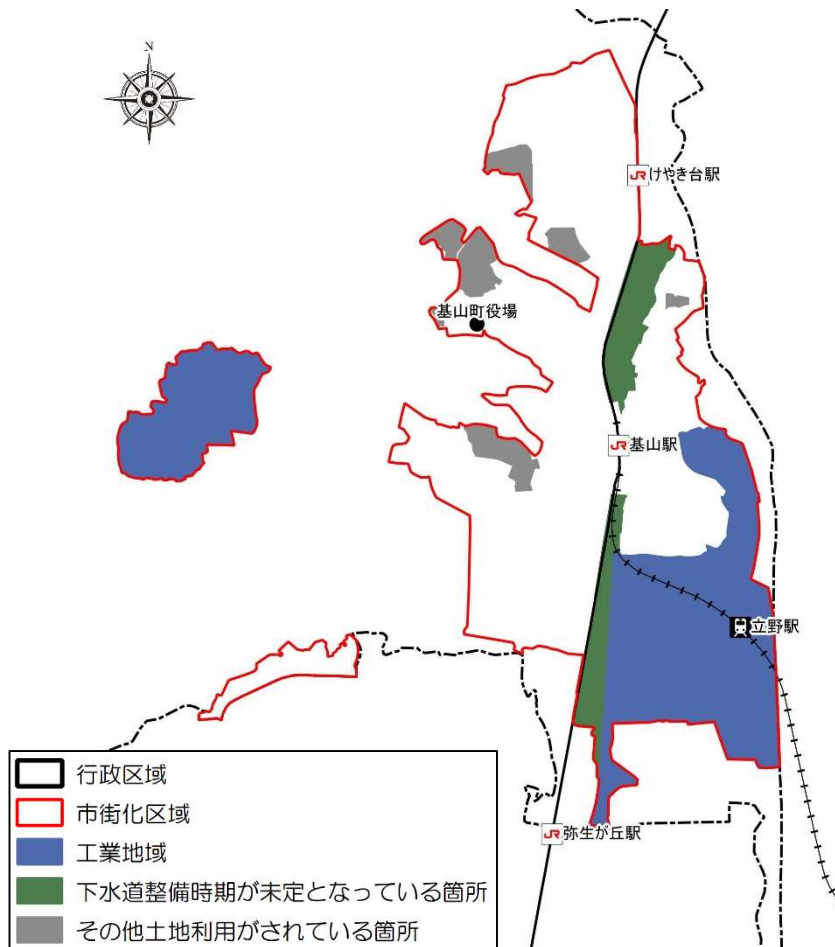 N
JR けやき台駅
基山町役場
JR 基山駅
立野駅
JR 弥生が丘駅
行政区域
市街化区域
工業地域
下水道整備時期が未定となっている箇所
その他土地利用がされている箇所